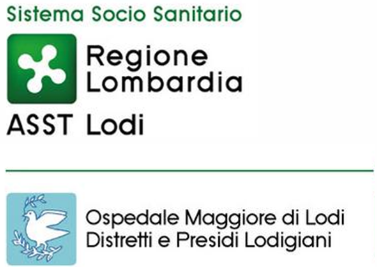 Sistema Socio Sanitario
Regione
Lombardia
ASST Lodi
Ospedale Maggiore di Lodi
Distretti e Presidi Lodigiani